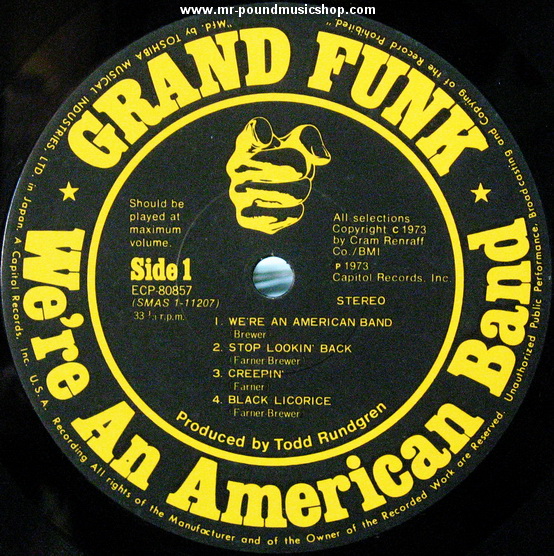 www.mr-poundmusicshop.com
GRAND FUNK
We're An American Band
Should be
played at
maximum
volume.
Side 1
ECP-80857
(SMAS 1-11207)
33 ⅓ r.p.m.
All selections
Copyright c 1973
by Cram Renraff
Co./BMI
P 1973
Capitol Records, Inc.
STEREO
1. WE'RE AN AMERICAN BAND
Brewer
2. STOP LOOKIN' BACK
(Farner Brewer)
3. CREEPIN'
Farner
4. BLACK LICORICE
(Farner Brewer)
Produced by Todd Rundgren
"Mfd. by TOSHIBA MUSICAL INDUSTRIES, LTD. in Japan, A Capitol Records, Inc. U.S.A. Recording All rights of the Manufacturer and of the Owner of the Recorded Work are Reserved. Unauthorized Public Performance, Broadcasting and Copying of the Record Prohibited."